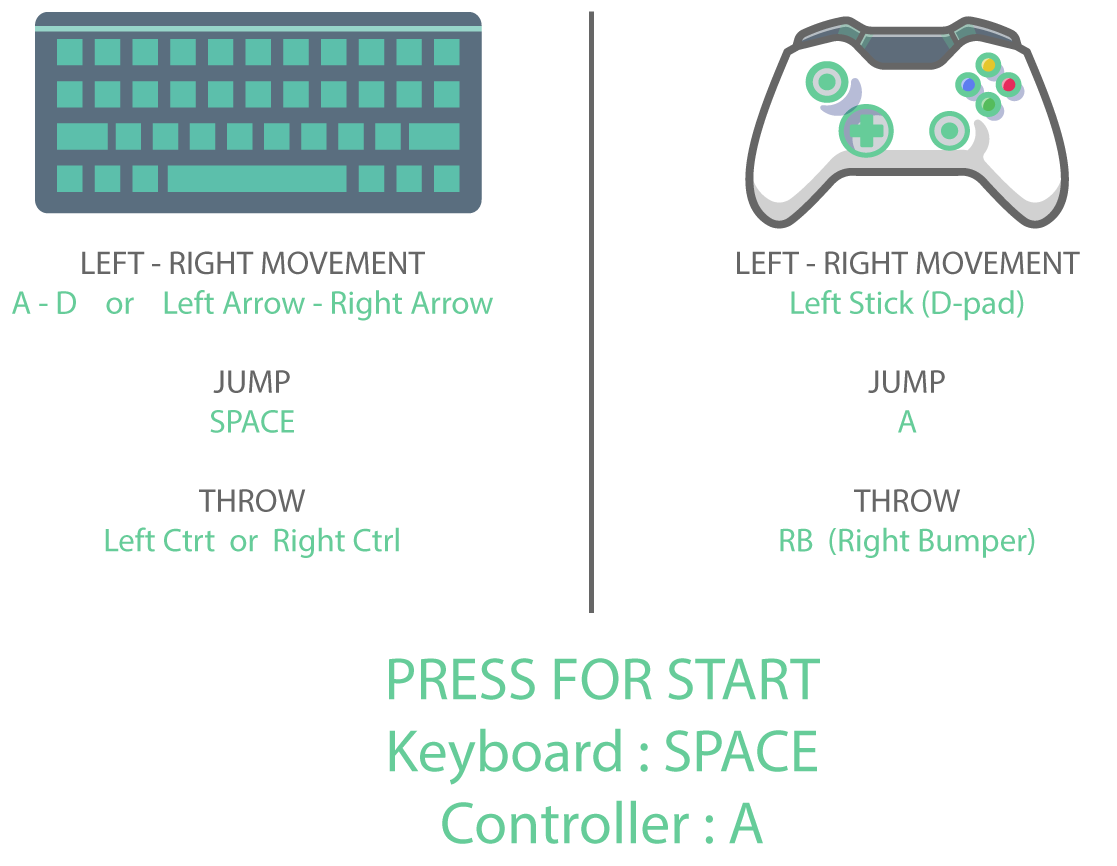 LEFT - RIGHT MOVEMENT
A - D or Left Arrow - Right Arrow
JUMP
SPACE
THROW
Left Ctrt or Right Ctrl
LEFT - RIGHT MOVEMENT
Left Stick (D-pad)
JUMP
A
THROW
RB (Right Bumper)
PRESS FOR START
Keyboard : SPACE
Controller : A